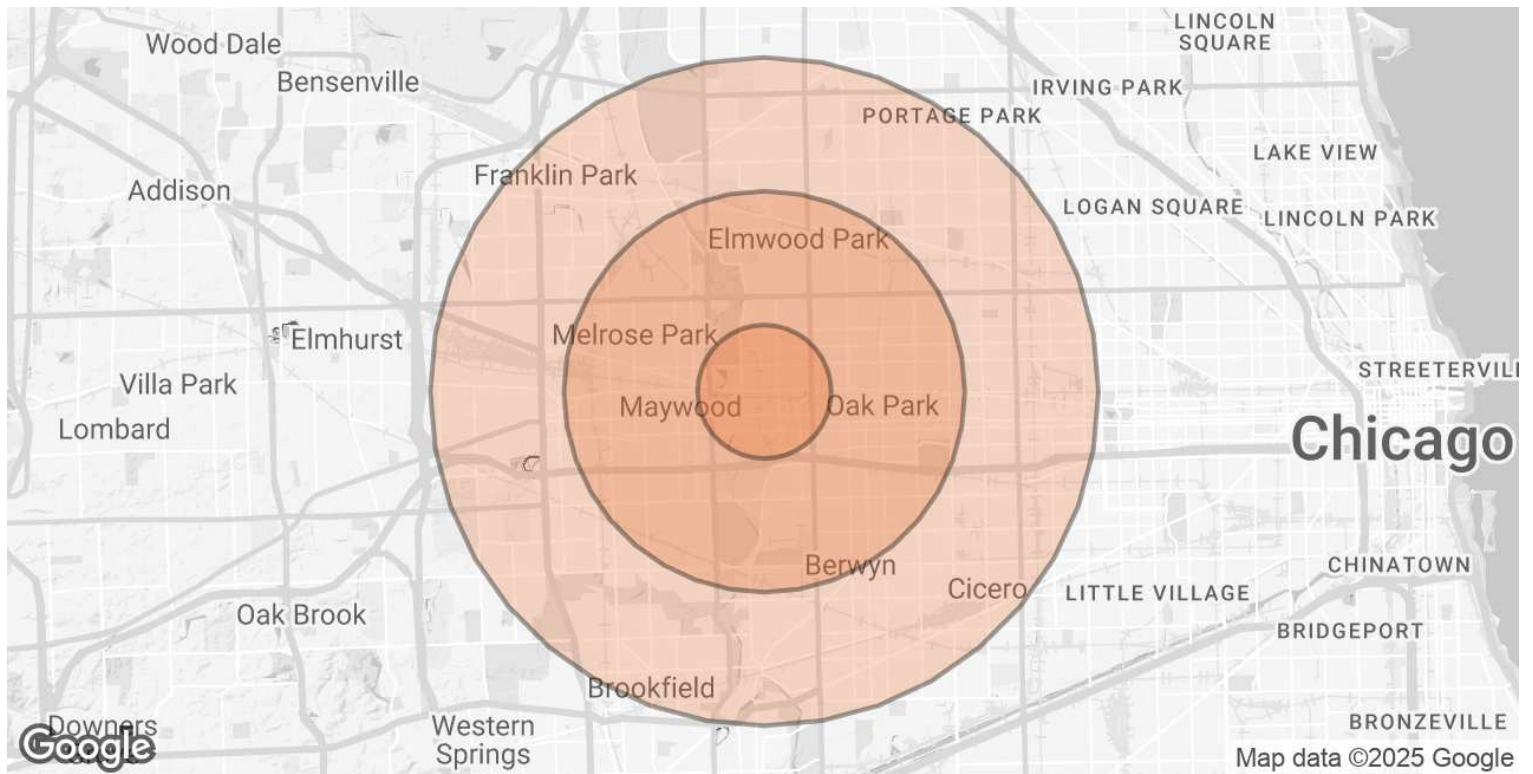 LINCOLN
SQUARE
Wood Dale
Bensenville
IRVING PARK
PORTAGE PARK
LAKE VIEW
Franklin Park
Addison
LOGAN SQUARE
LINCOLN PARK
Elmwood Park
Melrose Park
Elmhurst
STREETERVILL
Villa Park
Maywood
Oak Park
Lombard
Chicago
Berwyn
CHINATOWN
Cicero
LITTLE VILLAGE
Oak Brook
BRIDGEPORT
Brookfield
Downers
Western
Springs
BRONZEVILLE
Google
Map data ©2025 Google